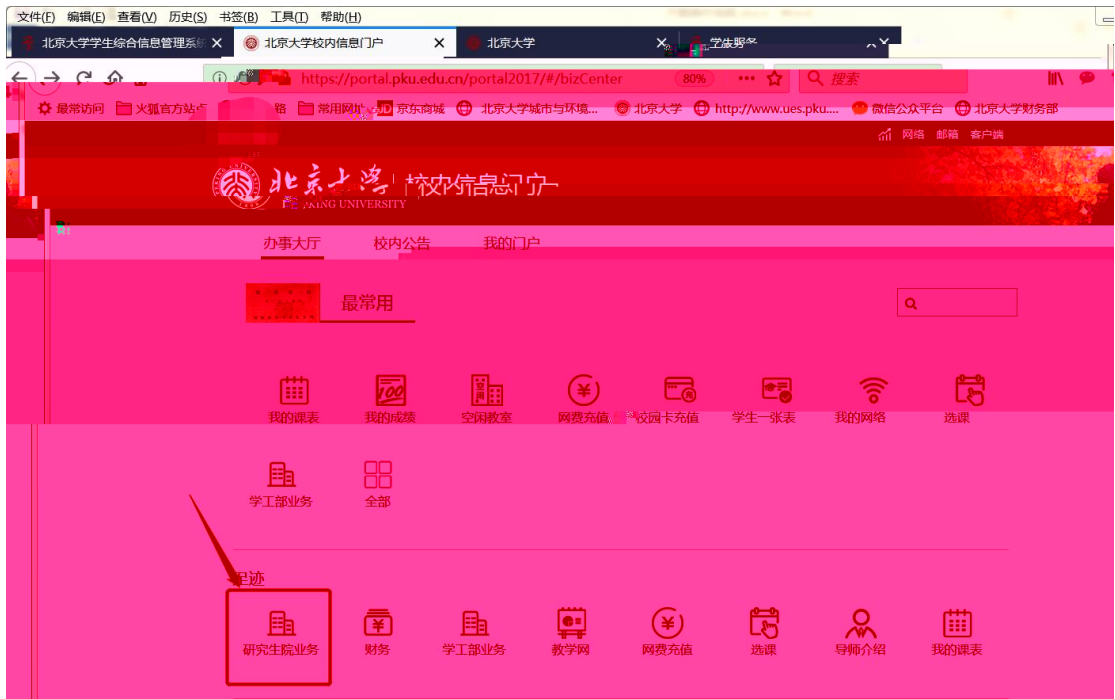 文件(F) 编辑(E) 查看(V) 历史(S) 书签(B) 工具(T) 帮助(H)
北京大学学生综合信息管理系统 北京大学校内信息门户 北京大学
https://portal.pku.edu.cn/portal2017/#/bizCenter 80% 搜索
最常访问 火狐官方站点 常用网址 JD 京东商城 北京大学城市与环境... 北京大学 http://www.ues.pku.... 微信公众平台 北京大学财务部
网络 邮箱 客户端
北京大学 校内信息门户
PEKING UNIVERSITY
办事大厅 校内公告 我的门户
最常用
我的课表 我的成绩 空闲教室 网费充值 校园卡充值 学生一张表 我的网络 选课
学工部业务 全部
足迹
研究生院业务 财务 学工部业务 教学网 网费充值 选课 导师介绍 我的课表